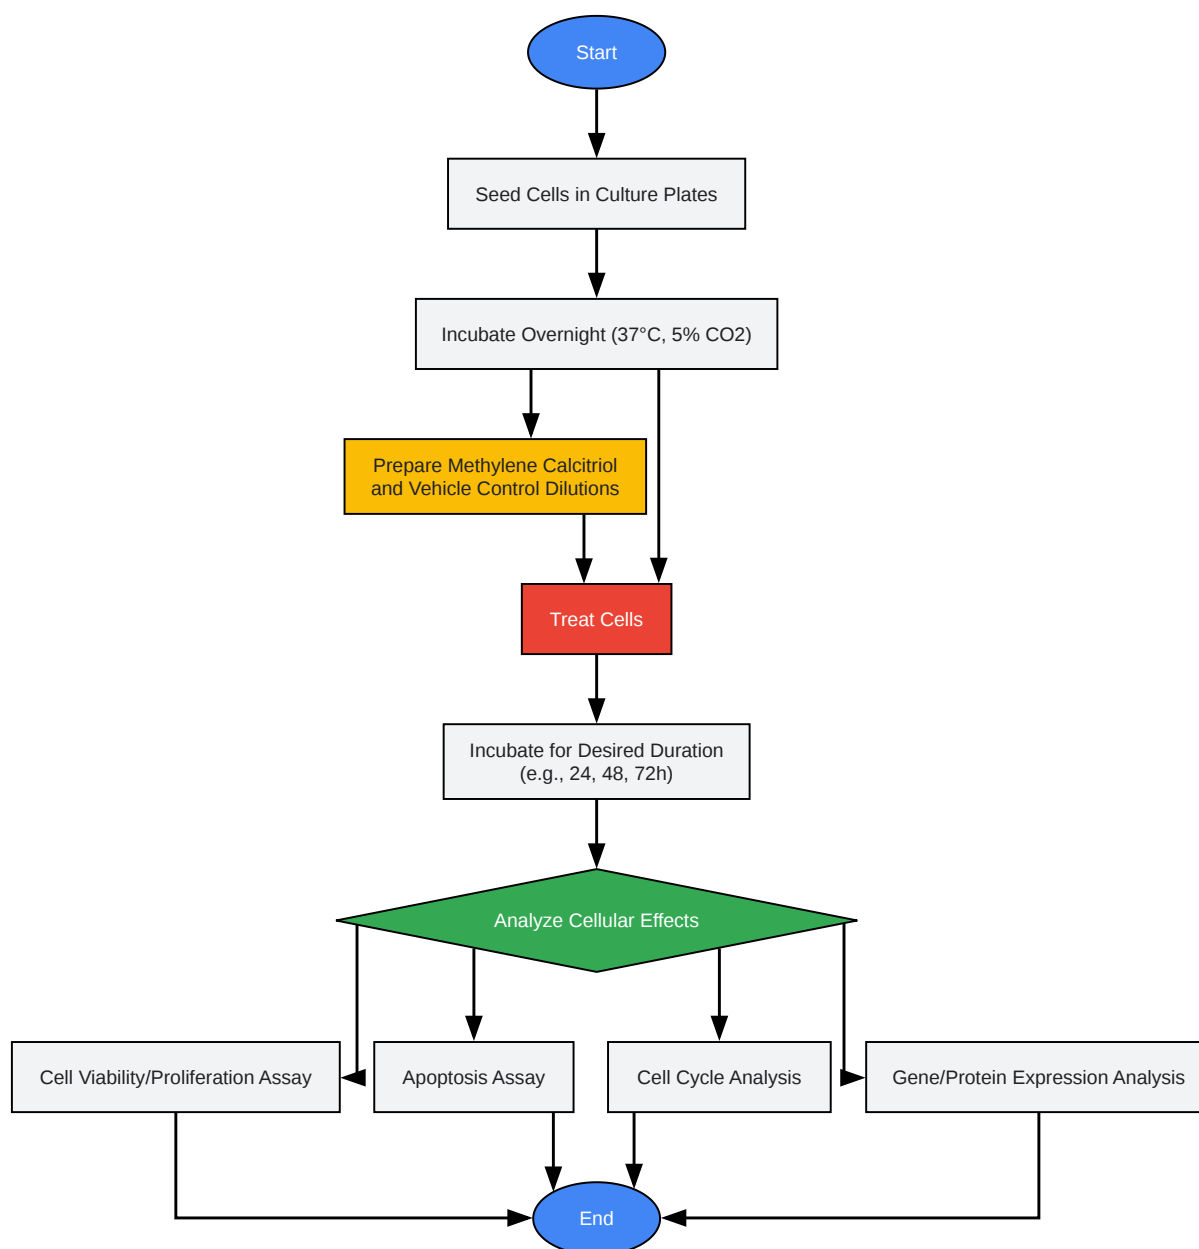 Start
Seed Cells in Culture Plates
Incubate Overnight (37°C, 5% CO2)
Prepare Methylene Calcitriol
and Vehicle Control Dilutions
Treat Cells
Incubate for Desired Duration
(e.g., 24, 48, 72h)
Analyze Cellular Effects
Cell Viability/Proliferation Assay
Apoptosis Assay
Cell Cycle Analysis
Gene/Protein Expression Analysis
End